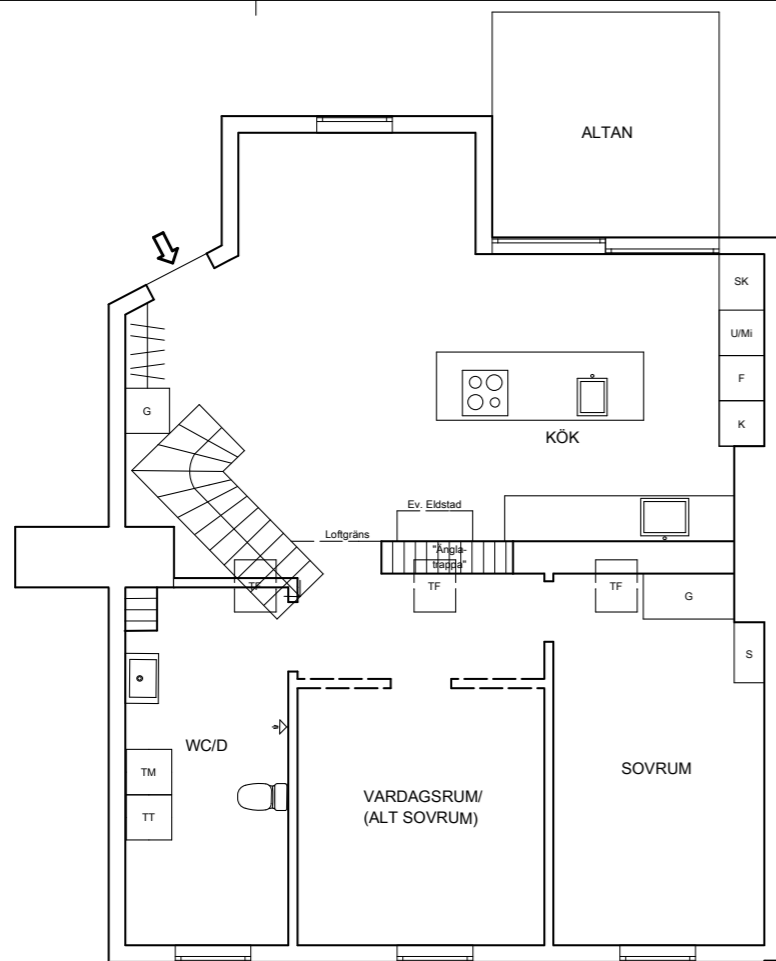 ALTAN
SK
U/Mi
F
K
G
KÖK
Ev. Eldstad
Loftgräns
"Ängla-
trappa"
TF
TF
TF
G
S
WC/D
SOVRUM
TM
VARDAGSRUM/
(ALT SOVRUM)
TT